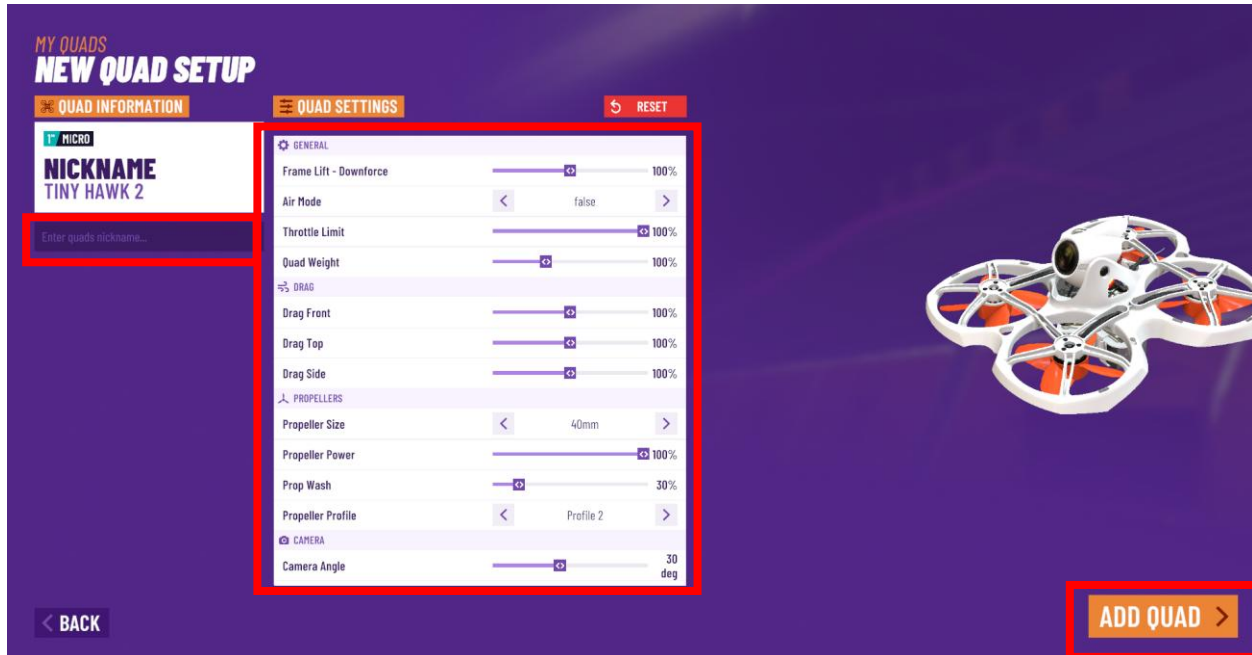 MY QUADS
NEW QUAD SETUP
QUAD INFORMATION
1" MICRO
NICKNAME
TINY HAWK 2
Enter quads nickname...
QUAD SETTINGS
RESET
GENERAL
Frame Lift - Downforce 100%
Air Mode < false >
Throttle Limit 100%
Quad Weight 100%
DRAG
Drag Front 100%
Drag Top 100%
Drag Side 100%
PROPELLERS
Propeller Size < 40mm >
Propeller Power 100%
Prop Wash 30%
Propeller Profile < Profile 2 >
CAMERA
Camera Angle 30 deg
< BACK
ADD QUAD >